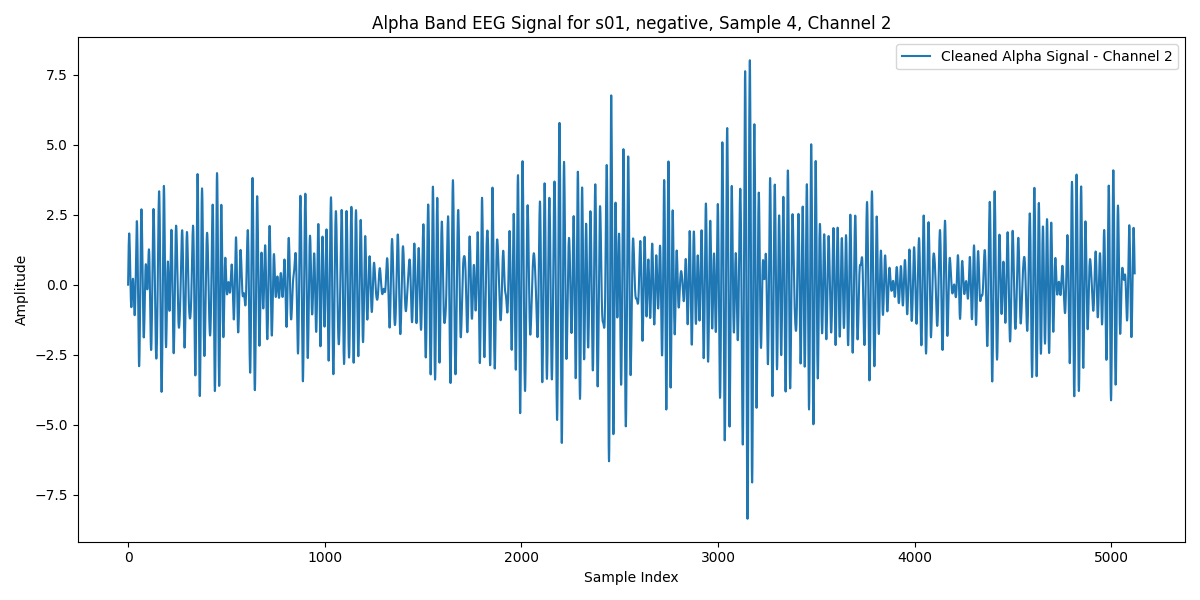 Alpha Band EEG Signal for s01, negative, Sample 4, Channel 2
Cleaned Alpha Signal - Channel 2
7.5
5.0
2.5
0.0
−2.5
−5.0
−7.5
Amplitude
0 1000 2000 3000 4000 5000
Sample Index